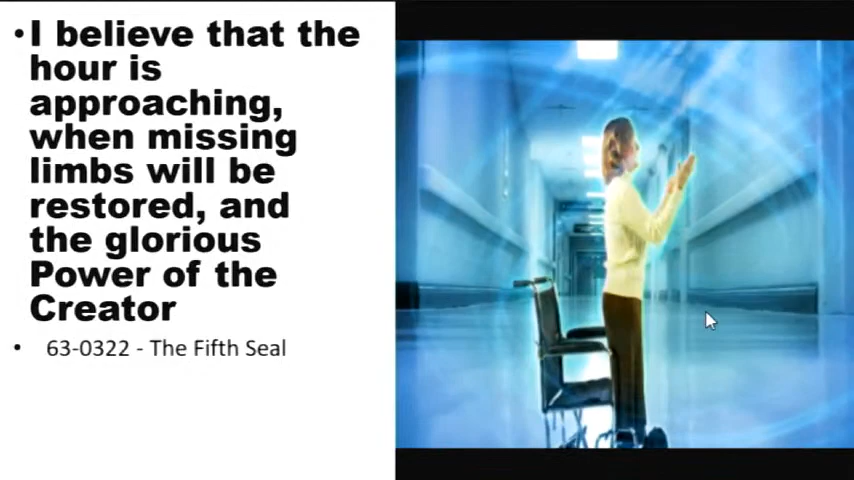 •I believe that the
hour is
approaching,
when missing
limbs will be
restored, and
the glorious
Power of the
Creator
• 63-0322 - The Fifth Seal